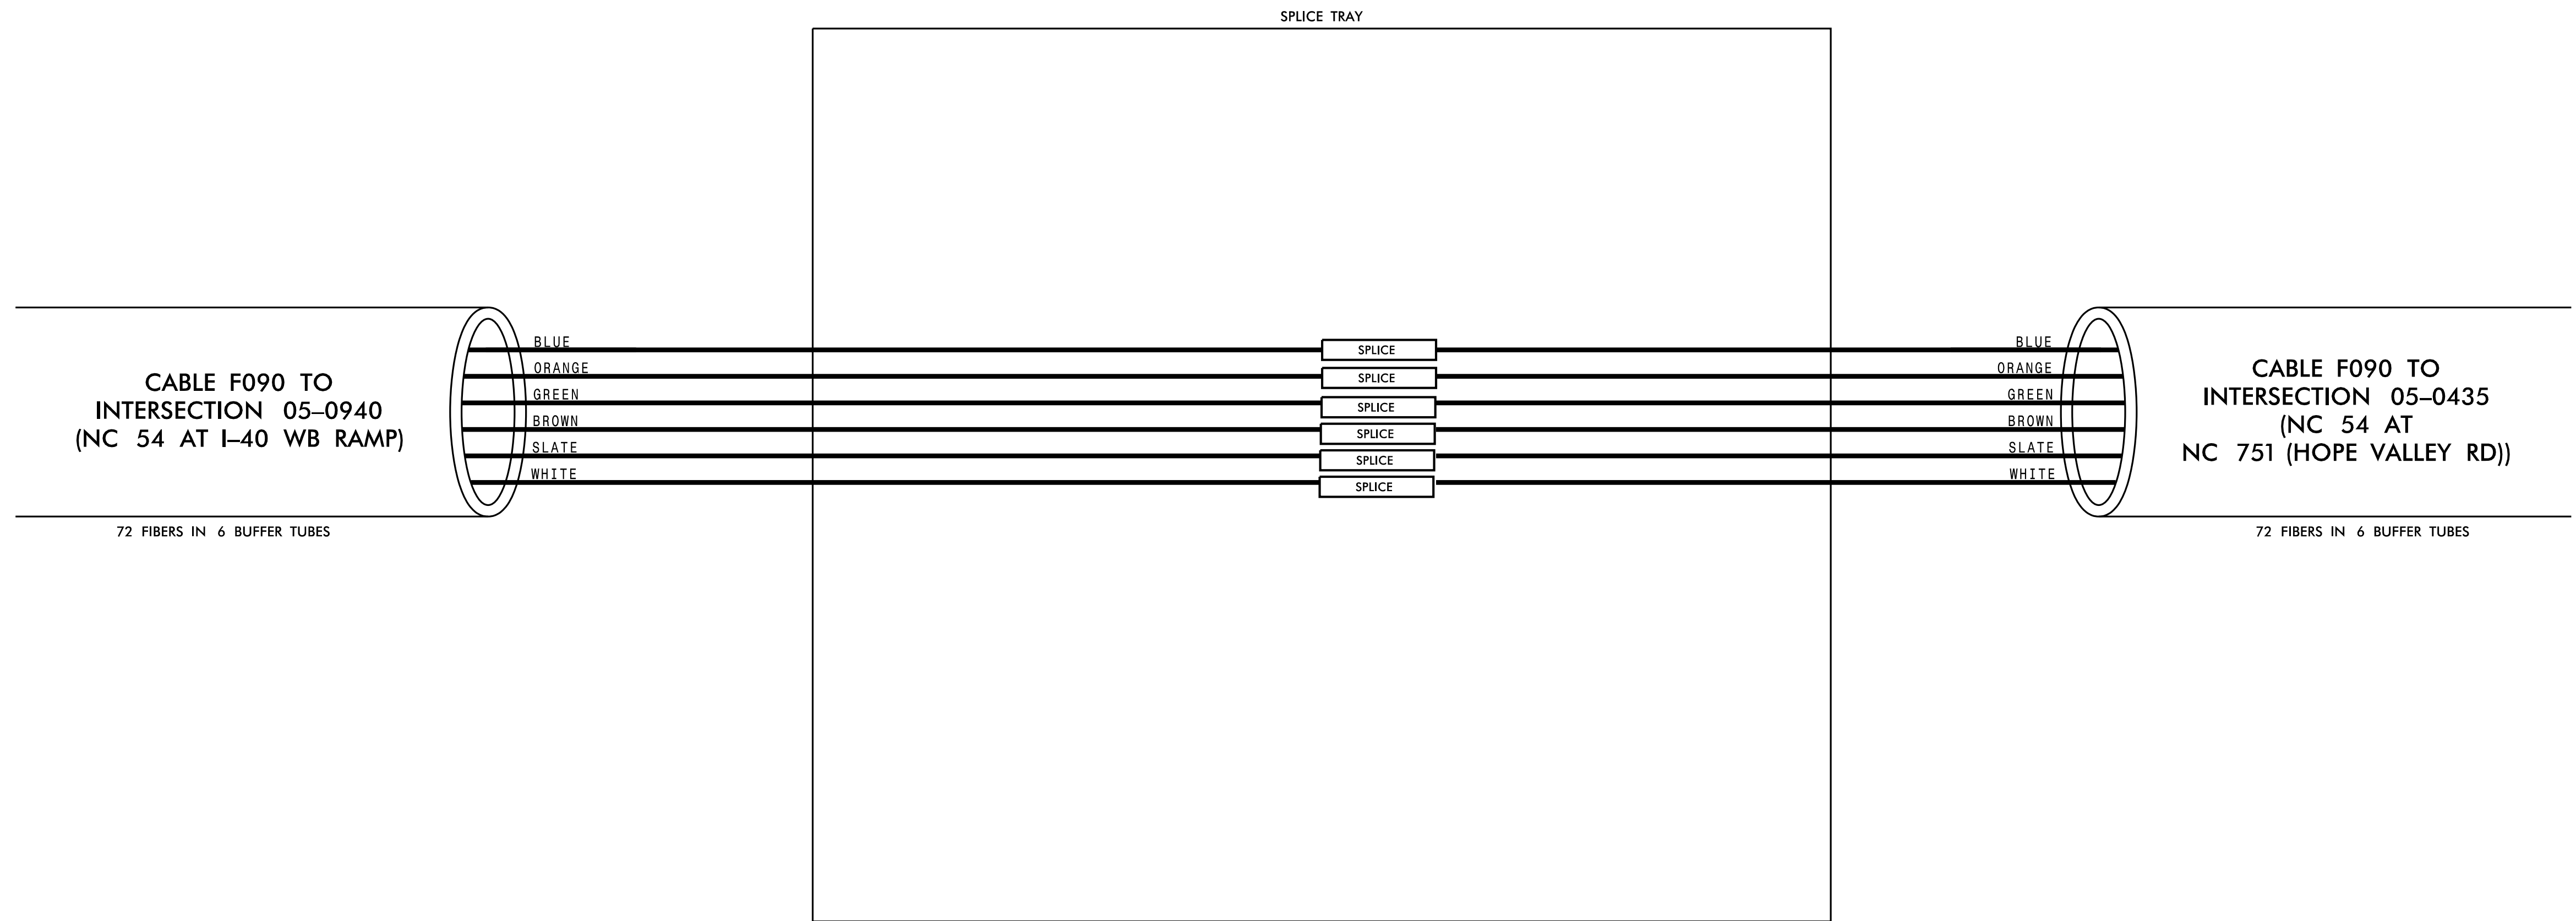 SPLICE TRAY
CABLE F090 TO
INTERSECTION 05–0940
(NC 54 AT I–40 WB RAMP)
72 FIBERS IN 6 BUFFER TUBES
BLUE
ORANGE
GREEN
BROWN
SLATE
WHITE
SPLICE
SPLICE
SPLICE
SPLICE
SPLICE
SPLICE
BLUE
ORANGE
GREEN
BROWN
SLATE
WHITE
CABLE F090 TO
INTERSECTION 05–0435
(NC 54 AT
NC 751 (HOPE VALLEY RD))
72 FIBERS IN 6 BUFFER TUBES